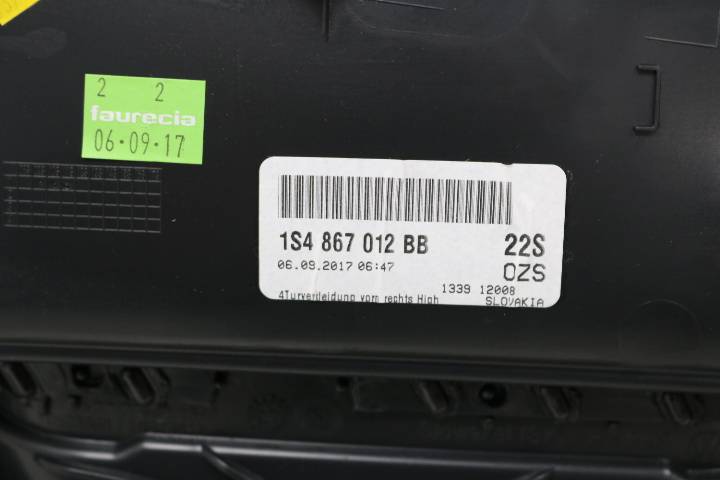 2 2
faurecia
06·09·17
1S4 867 012 BB 22S
06.09.2017 06:47 OZS
1339 12008
4Turverkleidung vorn rechts High SLOVAKIA